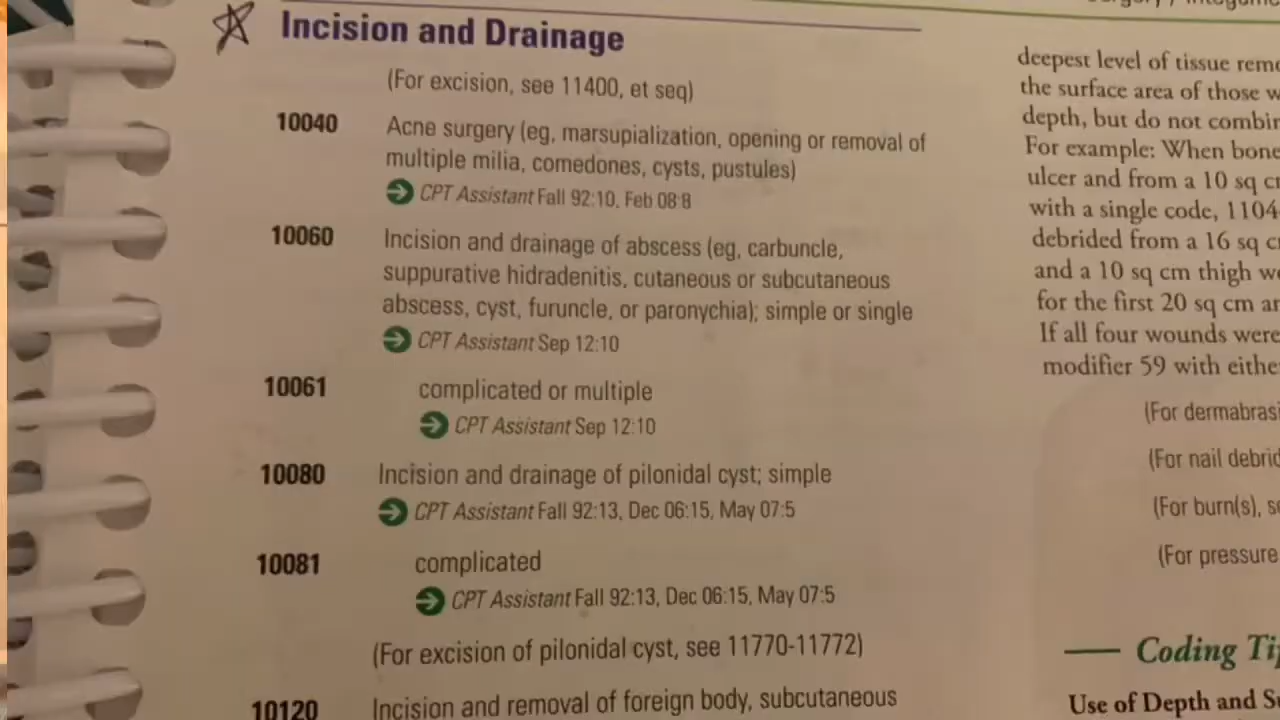 Incision and Drainage
(For excision, see 11400, et seq)
10040 Acne surgery (eg, marsupialization, opening or removal of
multiple milia, comedones, cysts, pustules)
CPT Assistant Fall 92:10, Feb 08:8
10060 Incision and drainage of abscess (eg, carbuncle,
suppurative hidradenitis, cutaneous or subcutaneous
abscess, cyst, furuncle, or paronychia); simple or single
CPT Assistant Sep 12:10
10061 complicated or multiple
CPT Assistant Sep 12:10
10080 Incision and drainage of pilonidal cyst; simple
CPT Assistant Fall 92:13, Dec 06:15, May 07:5
10081 complicated
CPT Assistant Fall 92:13, Dec 06:15, May 07:5
(For excision of pilonidal cyst, see 11770-11772)
10120 Incision and removal of foreign body, subcutaneous
deepest level of tissue
the surface area of those
depth, but do not
For example: When bone
ulcer and from a 10 sq
with a single code,
debrided from a 16 sq
and a 10 sq cm thigh
for the first 20 sq cm
If all four wounds were
modifier 59 with
(For
(For nail
(For burn(s),
(For pressure
Coding
Use of Depth and